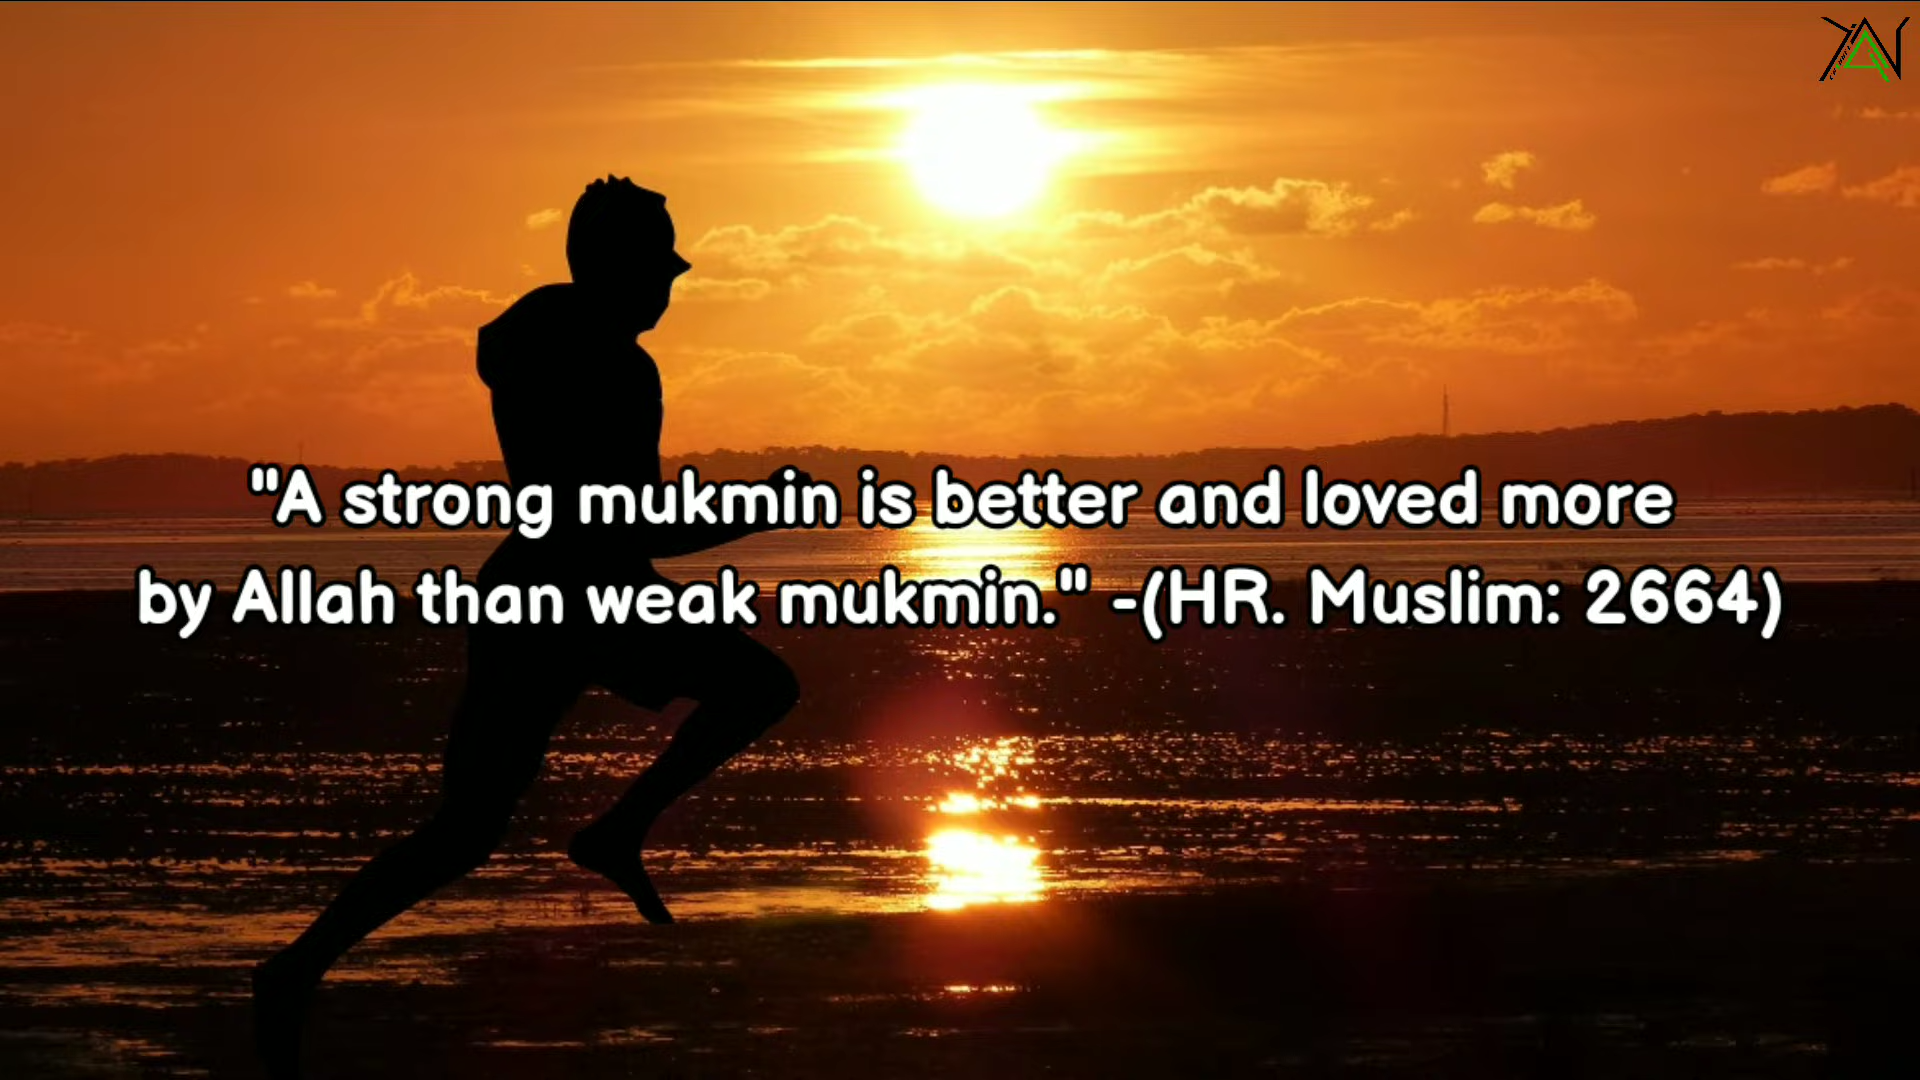 "A strong mukmin is better and loved more
by Allah than weak mukmin." -(HR. Muslim: 2664)